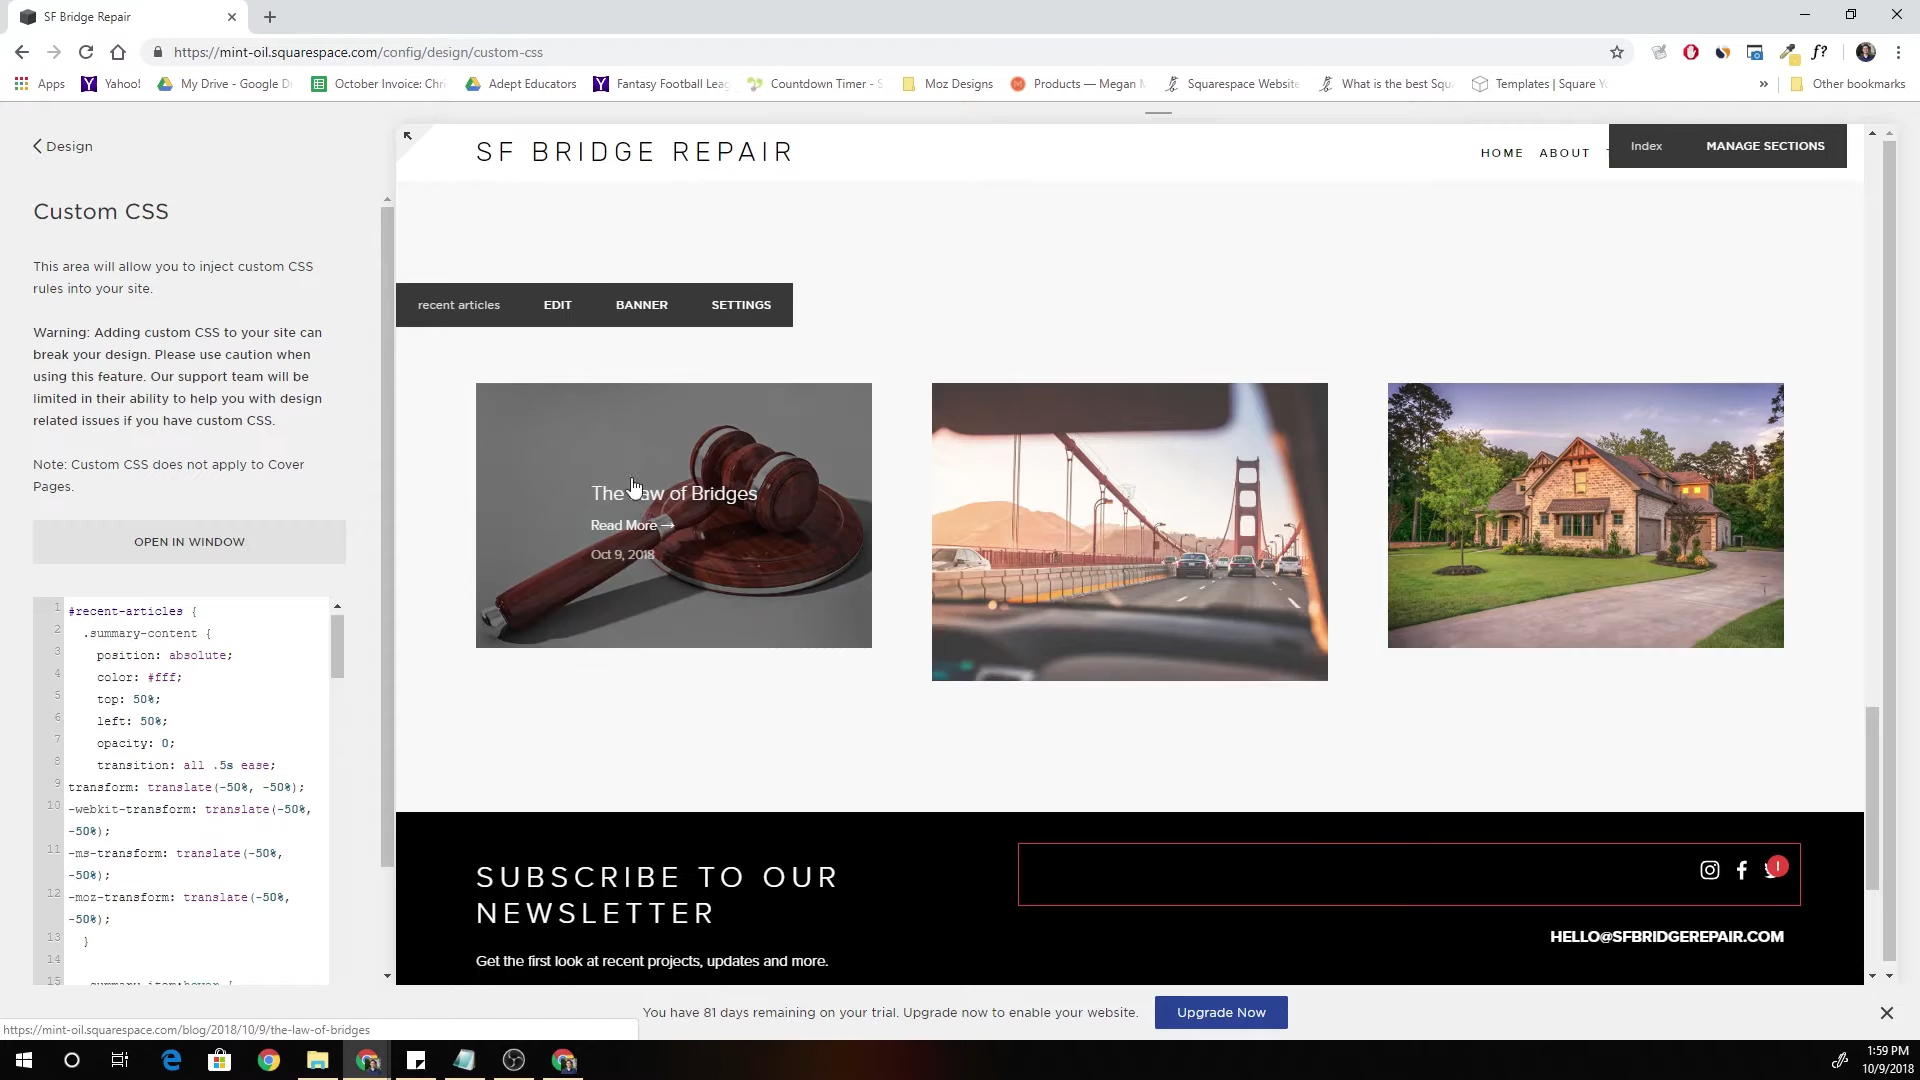 SF Bridge Repair
https://mint-oil.squarespace.com/config/design/custom-css
f?
Apps
Yahoo!
My Drive - Google D
October Invoice: Chri
Adept Educators
Fantasy Football Leag
Countdown Timer - S
Moz Designs
Products — Megan
Squarespace Website
What is the best Squ
Templates | Square Y
»
Other bookmarks
Design
Custom CSS
This area will allow you to inject custom CSS
rules into your site.
Warning: Adding custom CSS to your site can
break your design. Please use caution when
using this feature. Our support team will be
limited in their ability to help you with design
related issues if you have custom CSS.
Note: Custom CSS does not apply to Cover
Pages.
OPEN IN WINDOW
1 #recent-articles {
2 .summary-content {
3 position: absolute;
4 color: #fff;
5 top: 50%;
6 left: 50%;
7 opacity: 0;
8 transition: all .5s ease;
9 transform: translate(-50%, -50%);
10 -webkit-transform: translate(-50%,
-50%);
11 -ms-transform: translate(-50%,
-50%);
12 -moz-transform: translate(-50%,
-50%);
13 }
14
15 .summary-item:hover {
SF BRIDGE REPAIR
HOME ABOUT
Index MANAGE SECTIONS
recent articles EDIT BANNER SETTINGS
The Law of Bridges
Read More →
Oct 9, 2018
SUBSCRIBE TO OUR
NEWSLETTER
Get the first look at recent projects, updates and more.
HELLO@SFBRIDGEREPAIR.COM
You have 81 days remaining on your trial. Upgrade now to enable your website.
Upgrade Now
https://mint-oil.squarespace.com/blog/2018/10/9/the-law-of-bridges
1:59 PM
10/9/2018